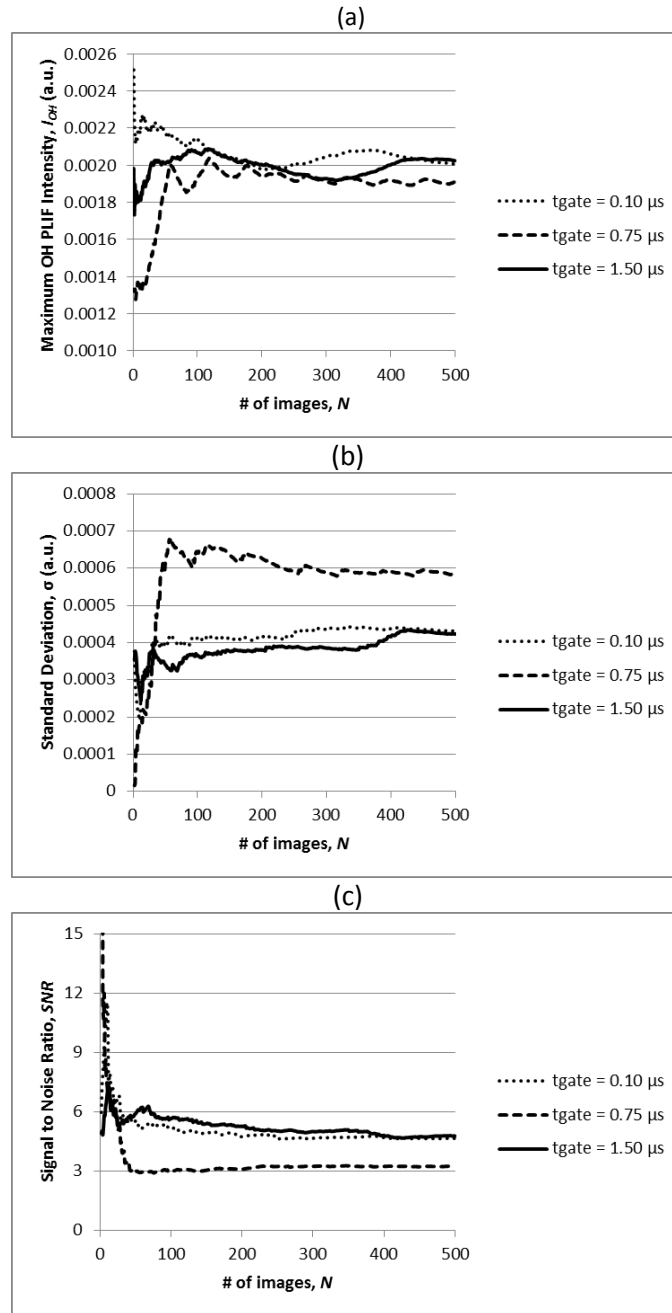 (a)
Maximum OH PLIF Intensity, I_OH (a.u.)
0.0026
0.0024
0.0022
0.0020
0.0018
0.0016
0.0014
0.0012
0.0010
0 100 200 300 400 500
# of images, N
tgate = 0.10 µs
tgate = 0.75 µs
tgate = 1.50 µs
(b)
Standard Deviation, σ (a.u.)
0.0008
0.0007
0.0006
0.0005
0.0004
0.0003
0.0002
0.0001
0
0 100 200 300 400 500
# of images, N
tgate = 0.10 µs
tgate = 0.75 µs
tgate = 1.50 µs
(c)
Signal to Noise Ratio, SNR
15
12
9
6
3
0
0 100 200 300 400 500
# of images, N
tgate = 0.10 µs
tgate = 0.75 µs
tgate = 1.50 µs